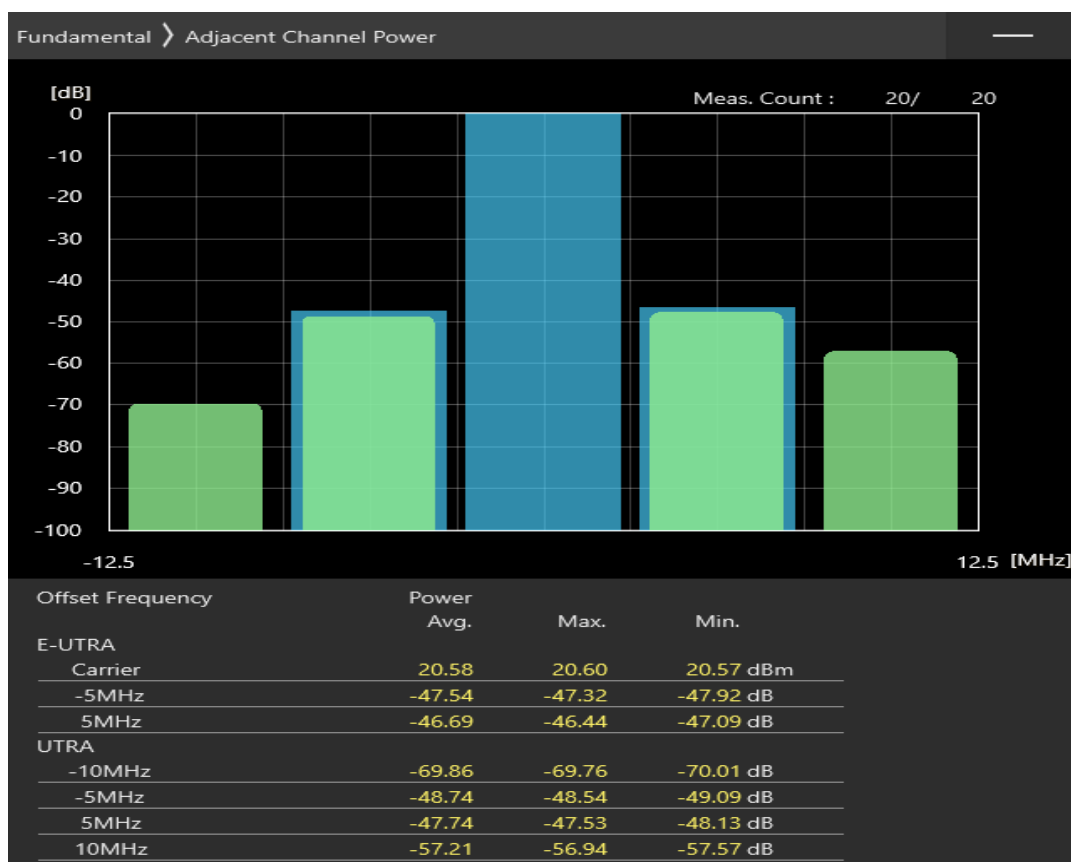 Fundamental ❯ Adjacent Channel Power
[dB]
Meas. Count : 20/ 20
0
-10
-20
-30
-40
-50
-60
-70
-80
-90
-100
-12.5 12.5 [MHz]
Offset Frequency Power
Avg. Max. Min.
E-UTRA
Carrier 20.58 20.60 20.57 dBm
-5MHz -47.54 -47.32 -47.92 dB
5MHz -46.69 -46.44 -47.09 dB
UTRA
-10MHz -69.86 -69.76 -70.01 dB
-5MHz -48.74 -48.54 -49.09 dB
5MHz -47.74 -47.53 -48.13 dB
10MHz -57.21 -56.94 -57.57 dB